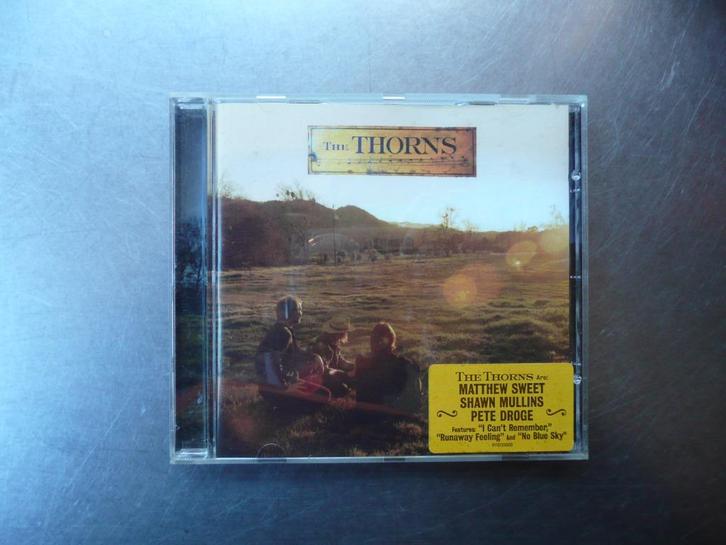 THE THORNS
THE THORNS Are:
MATTHEW SWEET
SHAWN MULLINS
PETE DROGE
Features: "I Can't Remember,"
"Runaway Feeling" And "No Blue Sky"